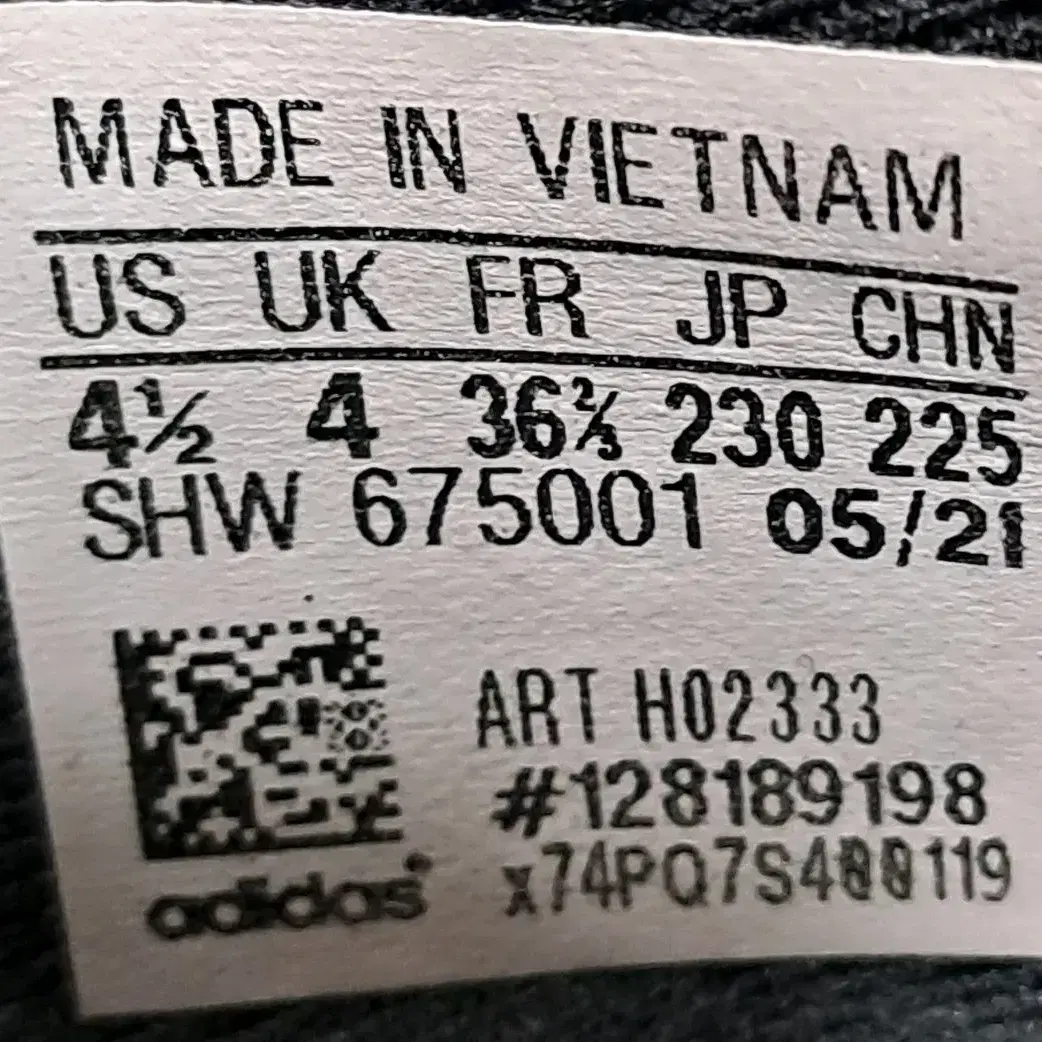 MADE IN VIETNAM
US UK FR JP CHN
4½ 4 36⅔ 230 225
SHW 675001 05/21
ART H02333
#128189198
adidas